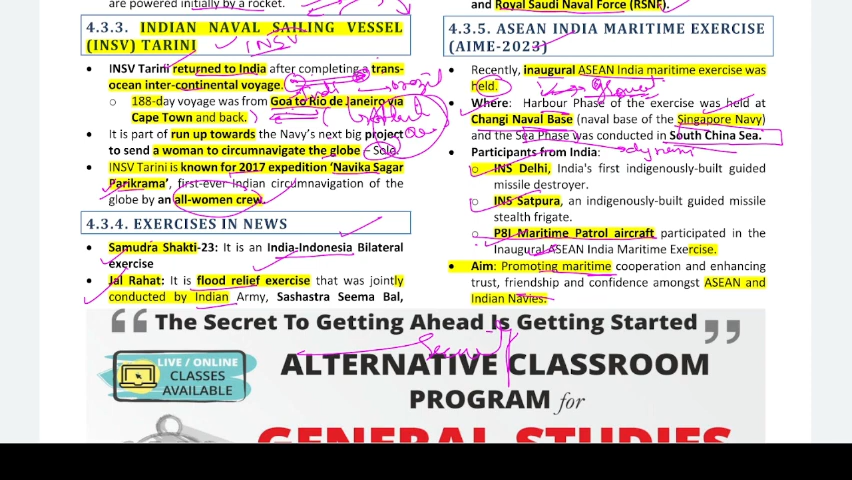 are powered initially by a rocket.
4.3.3. INDIAN NAVAL SAILING VESSEL
(INSV) TARINI
INSV
• INSV Tarini returned to India after completing a trans-
ocean inter-continental voyage.
o 188-day voyage was from Goa to Rio de Janeiro via
Cape Town and back.
• It is part of run up towards the Navy's next big project
to send a woman to circumnavigate the globe – Solo.
• INSV Tarini is known for 2017 expedition 'Navika Sagar
Parikrama', first-ever Indian circumnavigation of the
globe by an all-women crew.
4.3.4. EXERCISES IN NEWS
• Samudra Shakti-23: It is an India-Indonesia Bilateral
exercise
• Jal Rahat: It is flood relief exercise that was jointly
conducted by Indian Army, Sashastra Seema Bal,
and Royal Saudi Naval Force (RSNF).
4.3.5. ASEAN INDIA MARITIME EXERCISE
(AIME-2023)
• Recently, inaugural ASEAN India maritime exercise was
held.
• Where: Harbour Phase of the exercise was held at
Changi Naval Base (naval base of the Singapore Navy)
and the Sea Phase was conducted in South China Sea.
• Participants from India:
o INS Delhi, India's first indigenously-built guided
missile destroyer.
o INS Satpura, an indigenously-built guided missile
stealth frigate.
o P8I Maritime Patrol aircraft participated in the
Inaugural ASEAN India Maritime Exercise.
• Aim: Promoting maritime cooperation and enhancing
trust, friendship and confidence amongst ASEAN and
Indian Navies.
“ The Secret To Getting Ahead Is Getting Started ”
LIVE / ONLINE
CLASSES
AVAILABLE
ALTERNATIVE CLASSROOM
PROGRAM for
GENERAL STUDIES